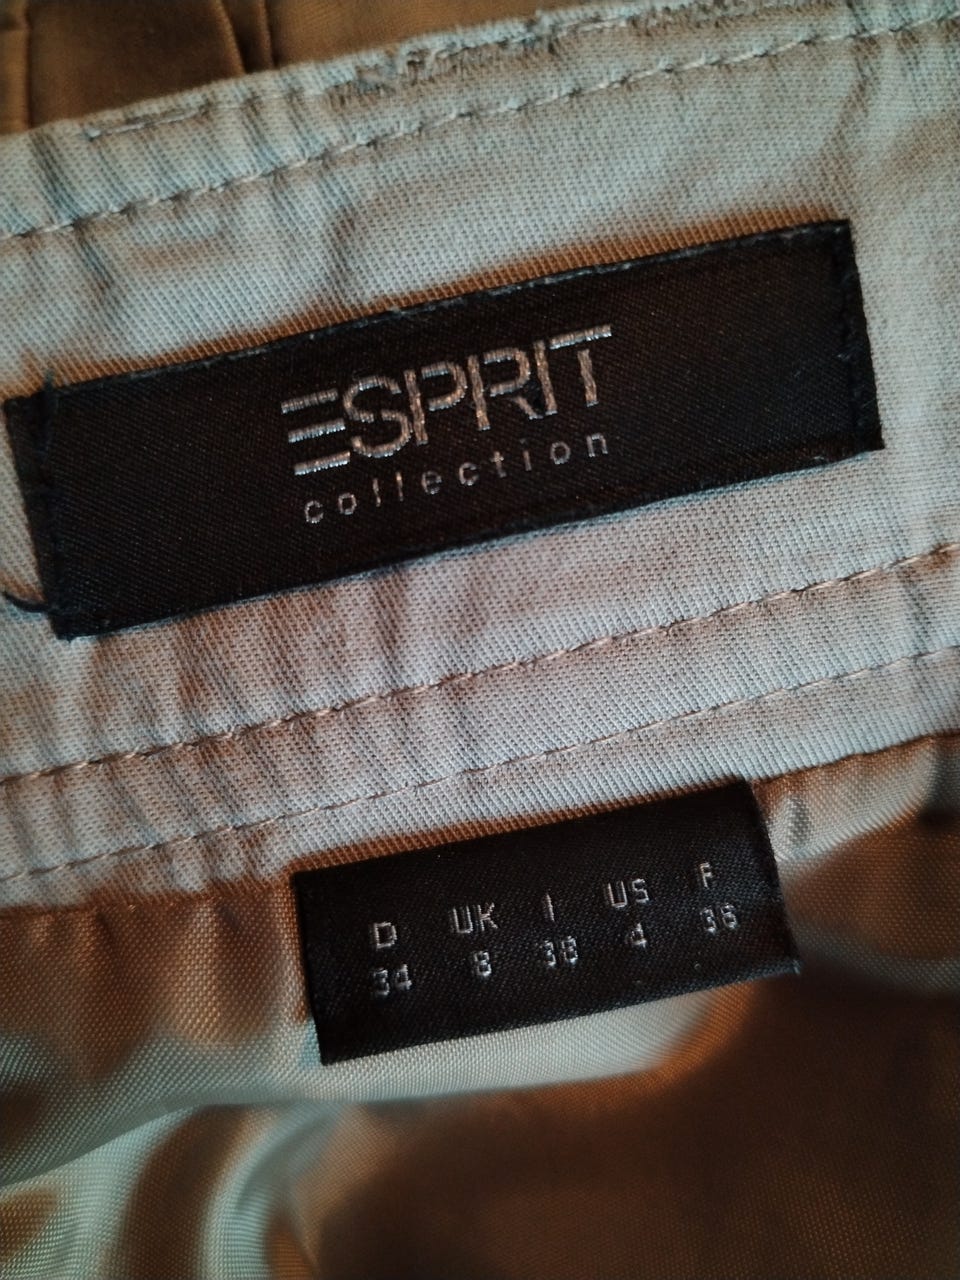 ESPRIT
collection
D UK I US F
34 8 38 4 36